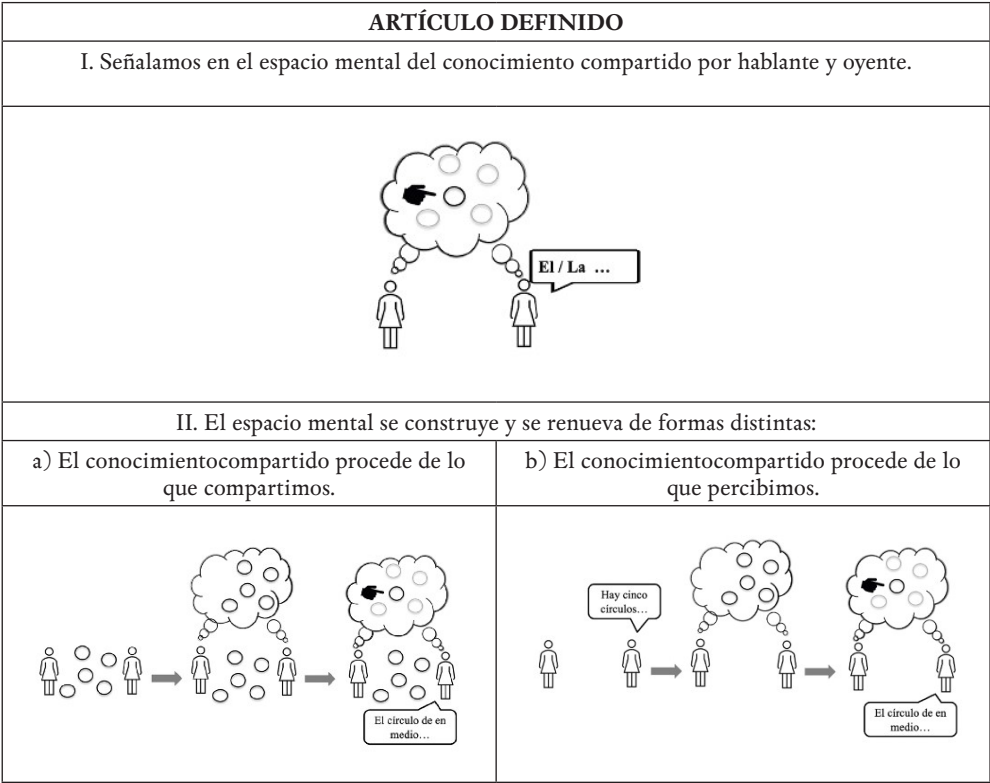 ARTÍCULO DEFINIDO
I. Señalamos en el espacio mental del conocimiento compartido por hablante y oyente.
El / La ...
II. El espacio mental se construye y se renueva de formas distintas:
a) El conocimientocompartido procede de lo
que compartimos.
b) El conocimientocompartido procede de lo
que percibimos.
El círculo de en
medio…
Hay cinco
círculos…
El círculo de en
medio…